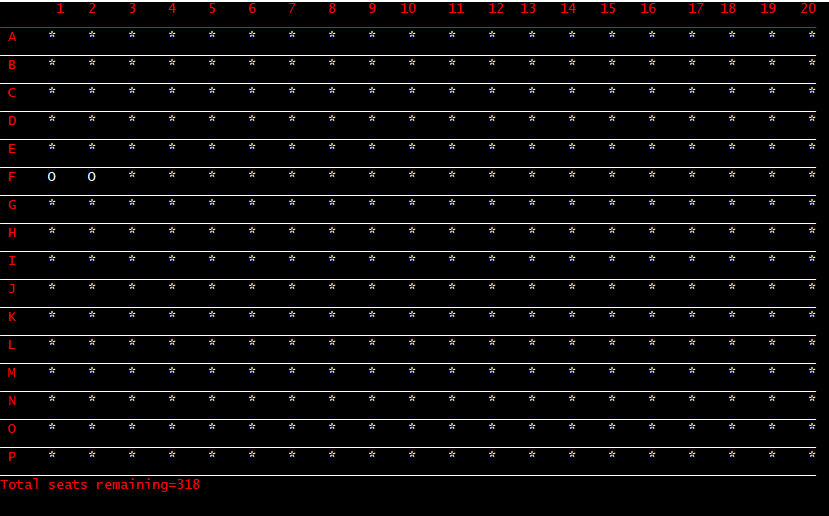 1 2 3 4 5 6 7 8 9 10 11 12 13 14 15 16 17 18 19 20
A * * * * * * * * * * * * * * * * * * * *
B * * * * * * * * * * * * * * * * * * * *
C * * * * * * * * * * * * * * * * * * * *
D * * * * * * * * * * * * * * * * * * * *
E * * * * * * * * * * * * * * * * * * * *
F O O * * * * * * * * * * * * * * * * * *
G * * * * * * * * * * * * * * * * * * * *
H * * * * * * * * * * * * * * * * * * * *
I * * * * * * * * * * * * * * * * * * * *
J * * * * * * * * * * * * * * * * * * * *
K * * * * * * * * * * * * * * * * * * * *
L * * * * * * * * * * * * * * * * * * * *
M * * * * * * * * * * * * * * * * * * * *
N * * * * * * * * * * * * * * * * * * * *
O * * * * * * * * * * * * * * * * * * * *
P * * * * * * * * * * * * * * * * * * * *
Total seats remaining=318